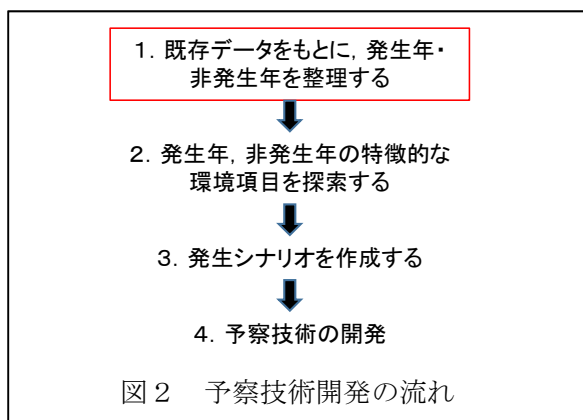 1. 既存データをもとに, 発生年・
非発生年を整理する
2. 発生年, 非発生年の特徴的な
環境項目を探索する
3. 発生シナリオを作成する
4. 予察技術の開発
図2 予察技術開発の流れ